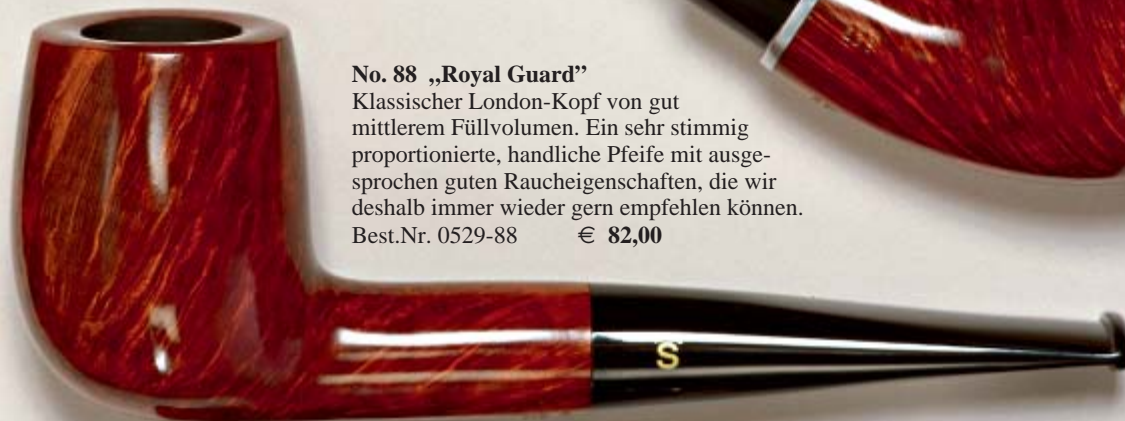 No. 88 „Royal Guard”
Klassischer London-Kopf von gut
mittlerem Füllvolumen. Ein sehr stimmig
proportionierte, handliche Pfeife mit ausge-
sprochen guten Raucheigenschaften, die wir
deshalb immer wieder gern empfehlen können.
Best.Nr. 0529-88 € 82,00
S